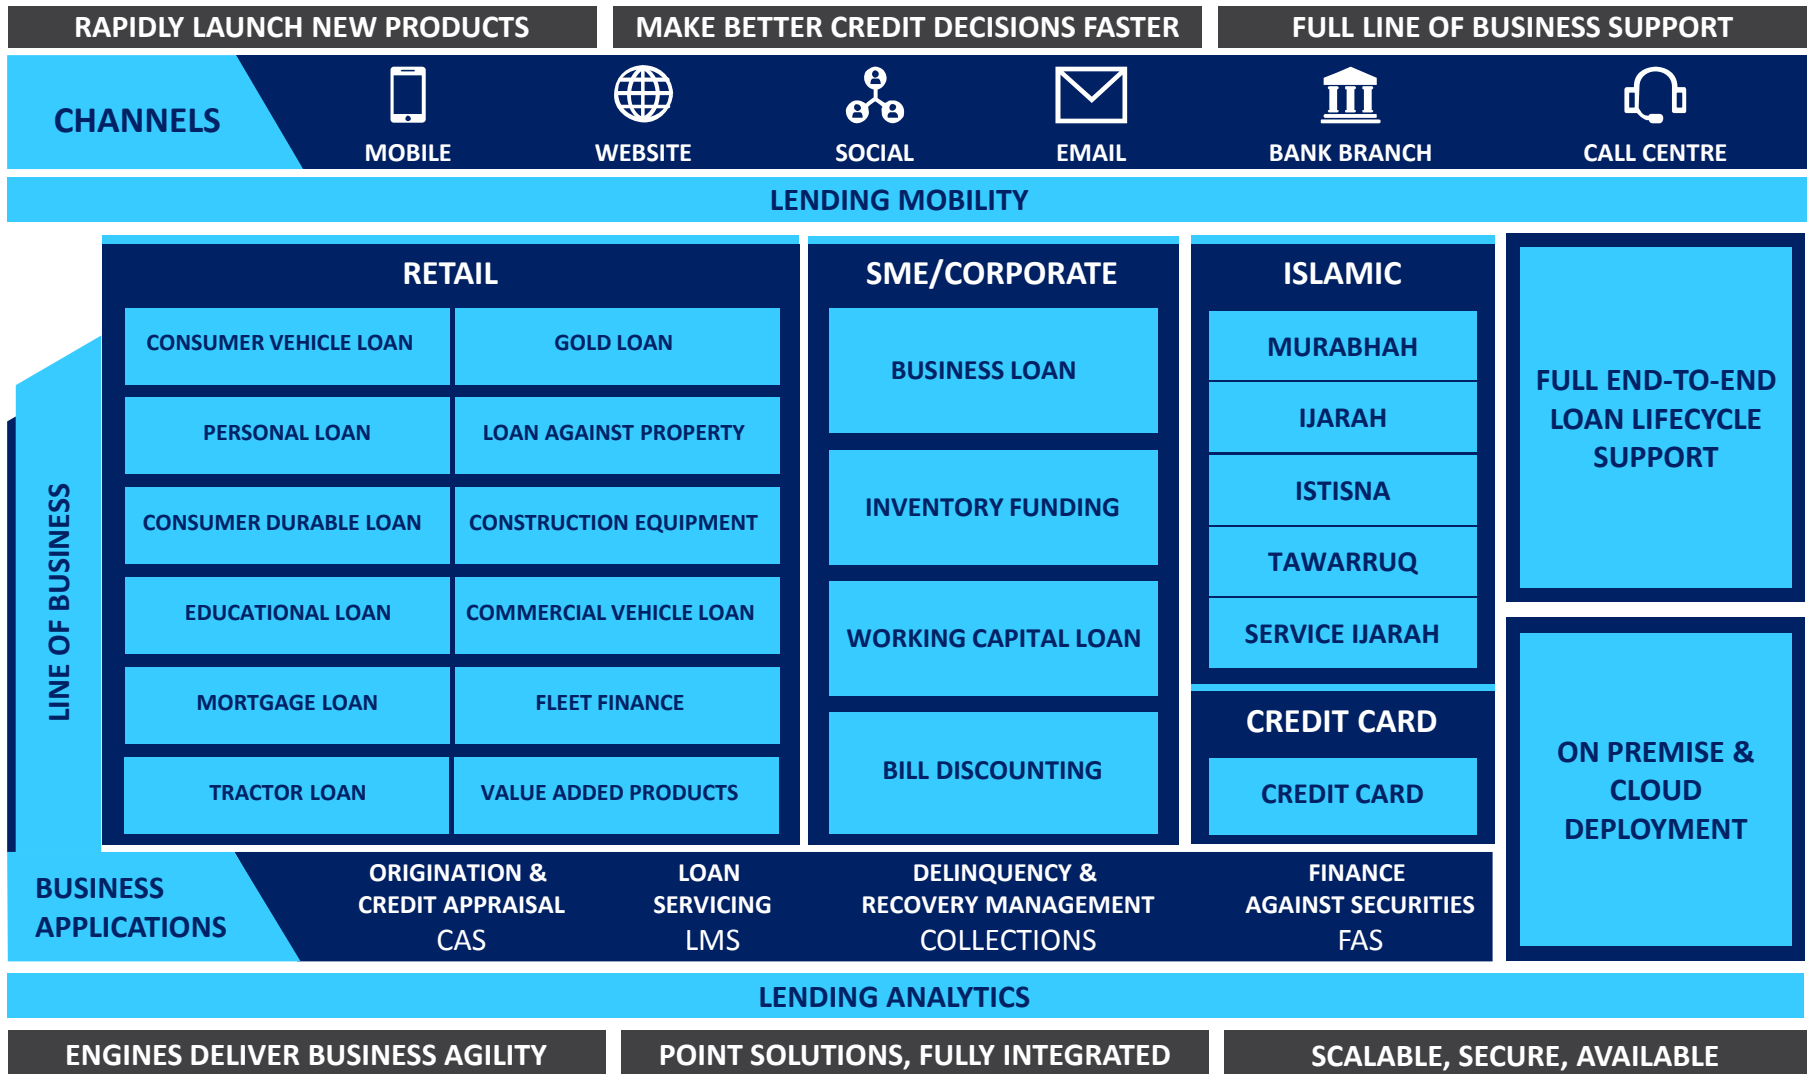 RAPIDLY LAUNCH NEW PRODUCTS
MAKE BETTER CREDIT DECISIONS FASTER
FULL LINE OF BUSINESS SUPPORT
CHANNELS
MOBILE
WEBSITE
SOCIAL
EMAIL
BANK BRANCH
CALL CENTRE
LENDING MOBILITY
LINE OF BUSINESS
RETAIL
CONSUMER VEHICLE LOAN
GOLD LOAN
PERSONAL LOAN
LOAN AGAINST PROPERTY
CONSUMER DURABLE LOAN
CONSTRUCTION EQUIPMENT
EDUCATIONAL LOAN
COMMERCIAL VEHICLE LOAN
MORTGAGE LOAN
FLEET FINANCE
TRACTOR LOAN
VALUE ADDED PRODUCTS
SME/CORPORATE
BUSINESS LOAN
INVENTORY FUNDING
WORKING CAPITAL LOAN
BILL DISCOUNTING
ISLAMIC
MURABHAH
IJARAH
ISTISNA
TAWARRUQ
SERVICE IJARAH
CREDIT CARD
CREDIT CARD
FULL END-TO-END
LOAN LIFECYCLE
SUPPORT
ON PREMISE &
CLOUD
DEPLOYMENT
BUSINESS
APPLICATIONS
ORIGINATION &
CREDIT APPRAISAL
CAS
LOAN
SERVICING
LMS
DELINQUENCY &
RECOVERY MANAGEMENT
COLLECTIONS
FINANCE
AGAINST SECURITIES
FAS
LENDING ANALYTICS
ENGINES DELIVER BUSINESS AGILITY
POINT SOLUTIONS, FULLY INTEGRATED
SCALABLE, SECURE, AVAILABLE